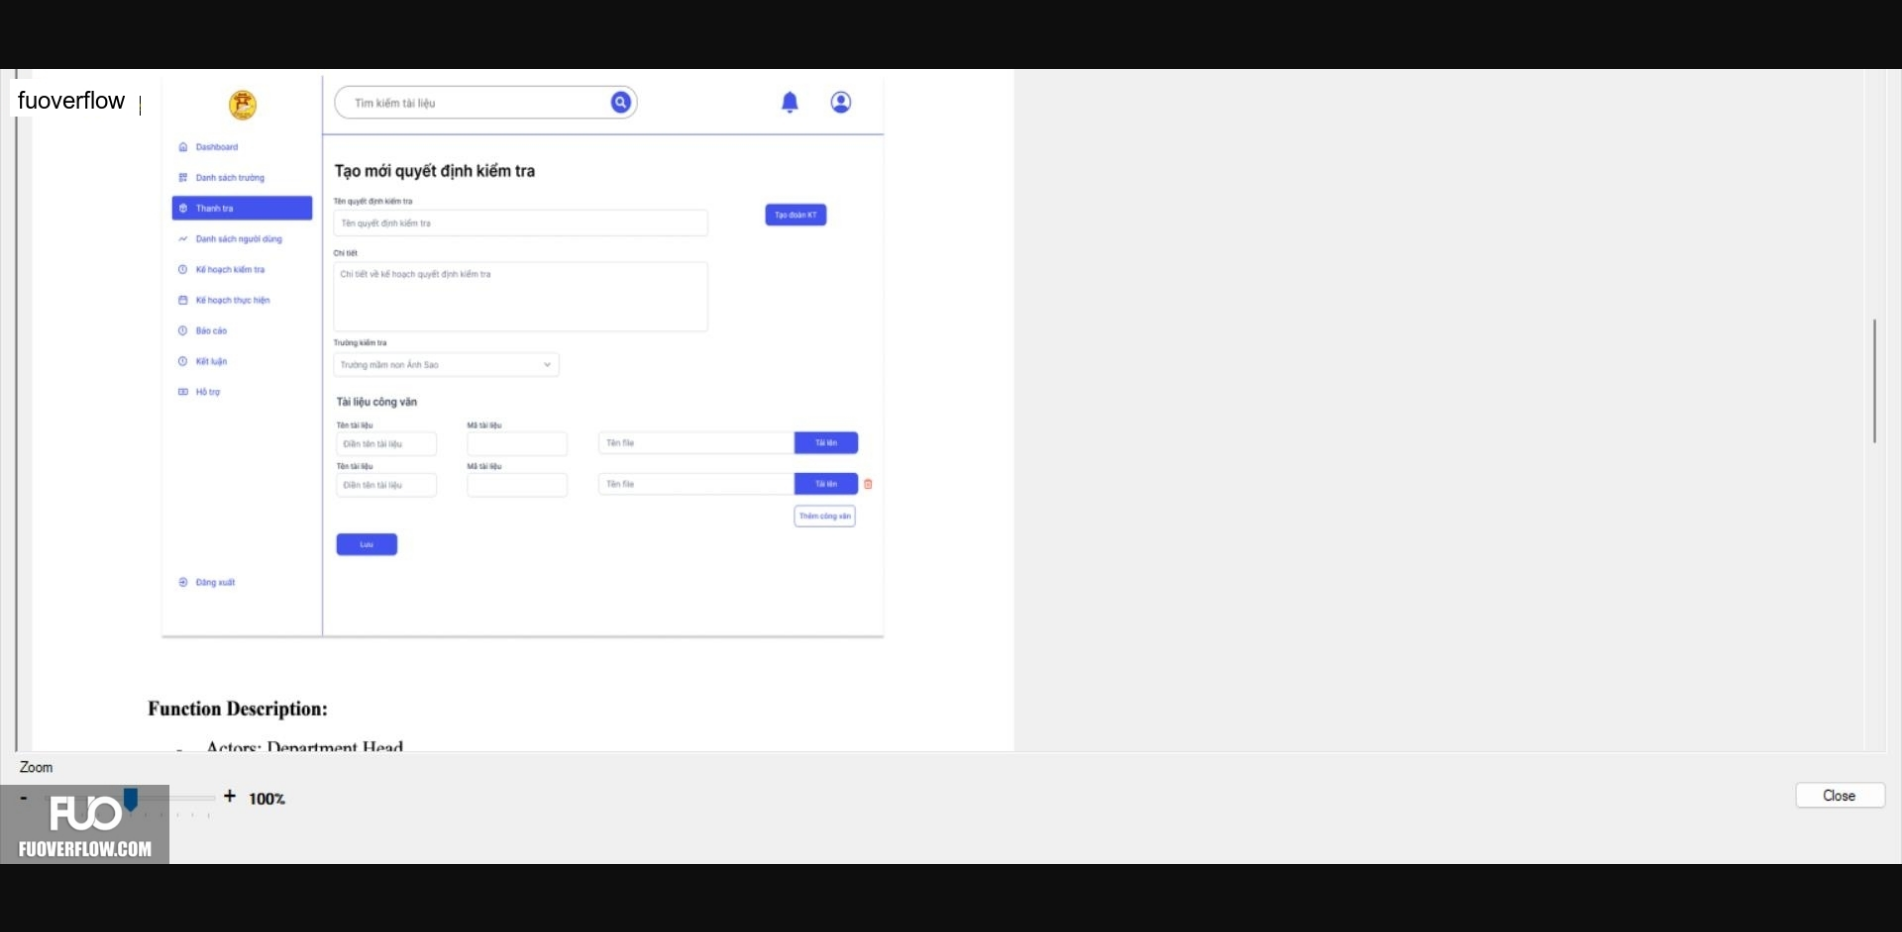 fuoverflow
Tìm kiếm tài liệu
Dashboard
Danh sách trường
Thanh tra
Danh sách người dùng
Kế hoạch kiểm tra
Kế hoạch thực hiện
Báo cáo
Kết luận
Hỗ trợ
Đăng xuất
Tạo mới quyết định kiểm tra
Tên quyết định kiểm tra
Tên quyết định kiểm tra
Tạo đoàn KT
Chi tiết
Chi tiết về kế hoạch quyết định kiểm tra
Trường kiểm tra
Trường mầm non Ánh Sao
Tài liệu công văn
Tên tài liệu Mã tài liệu
Điền tên tài liệu Tên file Tải lên
Tên tài liệu Mã tài liệu
Điền tên tài liệu Tên file Tải lên
Thêm công văn
Lưu
Function Description:
- Actors: Department Head
Zoom
- + 100%
Close
FUO
FUOVERFLOW.COM